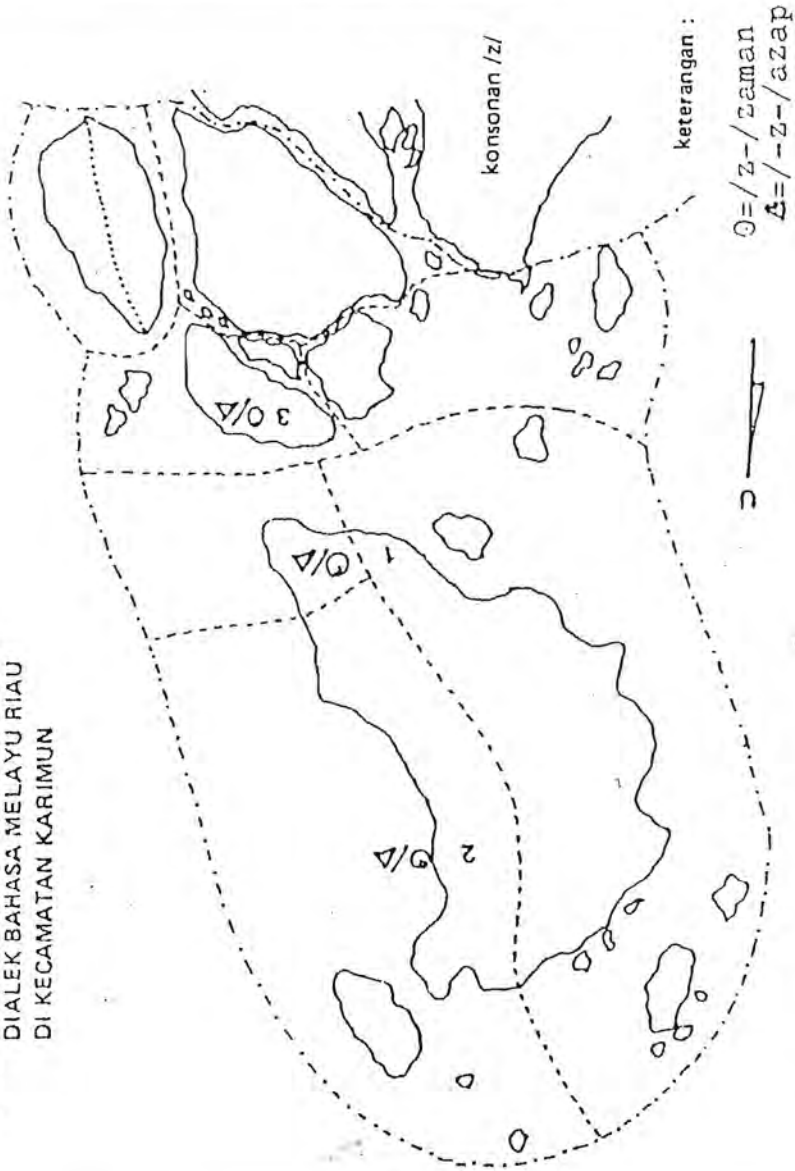 DIALEK BAHASA MELAYU RIAU
DI KECAMATAN KARIMUN
3 O/Δ
O/Δ
1
O/Δ
2
konsonan /z/
keterangan :
O=/z-/zaman
Δ=/-z-/azap
U